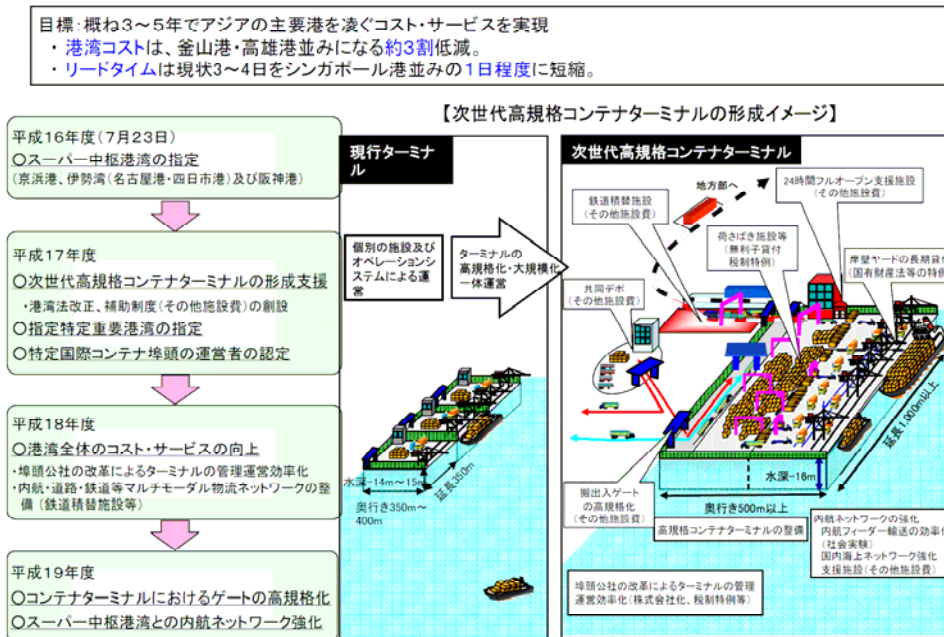 目標:概ね3～5年でアジアの主要港を凌ぐコスト・サービスを実現
・港湾コストは、釜山港・高雄港並みになる約3割低減。
・リードタイムは現状3～4日をシンガポール港並みの1日程度に短縮。
【次世代高規格コンテナターミナルの形成イメージ】
平成16年度(7月23日)
○スーパー中枢港湾の指定
(京浜港、伊勢湾(名古屋港・四日市港)及び阪神港)
平成17年度
○次世代高規格コンテナターミナルの形成支援
・港湾法改正、補助制度(その他施設費)の創設
○指定特定重要港湾の指定
○特定国際コンテナ埠頭の運営者の認定
平成18年度
○港湾全体のコスト・サービスの向上
・埠頭公社の改革によるターミナルの管理運営効率化
・内航・道路・鉄道等マルチモーダル物流ネットワークの整
備(鉄道積替施設等)
平成19年度
○コンテナターミナルにおけるゲートの高規格化
○スーパー中枢港湾との内航ネットワーク強化
現行ターミナ
ル
個別の施設及び
オペレーションシ
ステムによる運
営
ターミナルの
高規格化・大規模化
一体運営
水深-14m～15m
延長350m
奥行き350m～
400m
次世代高規格コンテナターミナル
地方部へ
鉄道積替施設
(その他施設費)
24時間フルオープン支援施設
(その他施設費)
荷さばき施設等
(無利子貸付
税制特例)
岸壁ヤードの長期貸付
(国有財産法等の特例
共同デポ
(その他施設費)
延長1,000m以上
水深-16m
奥行き500m以上
搬出入ゲート
の高規格化
(その他施設費)
高規格コンテナターミナルの整備
内航ネットワークの強化
内航フィーダー輸送の効率化
(社会実験)
国内海上ネットワーク強化
支援施設(その他施設費)
埠頭公社の改革によるターミナルの管理
運営効率化(株式会社化、税制特例等)